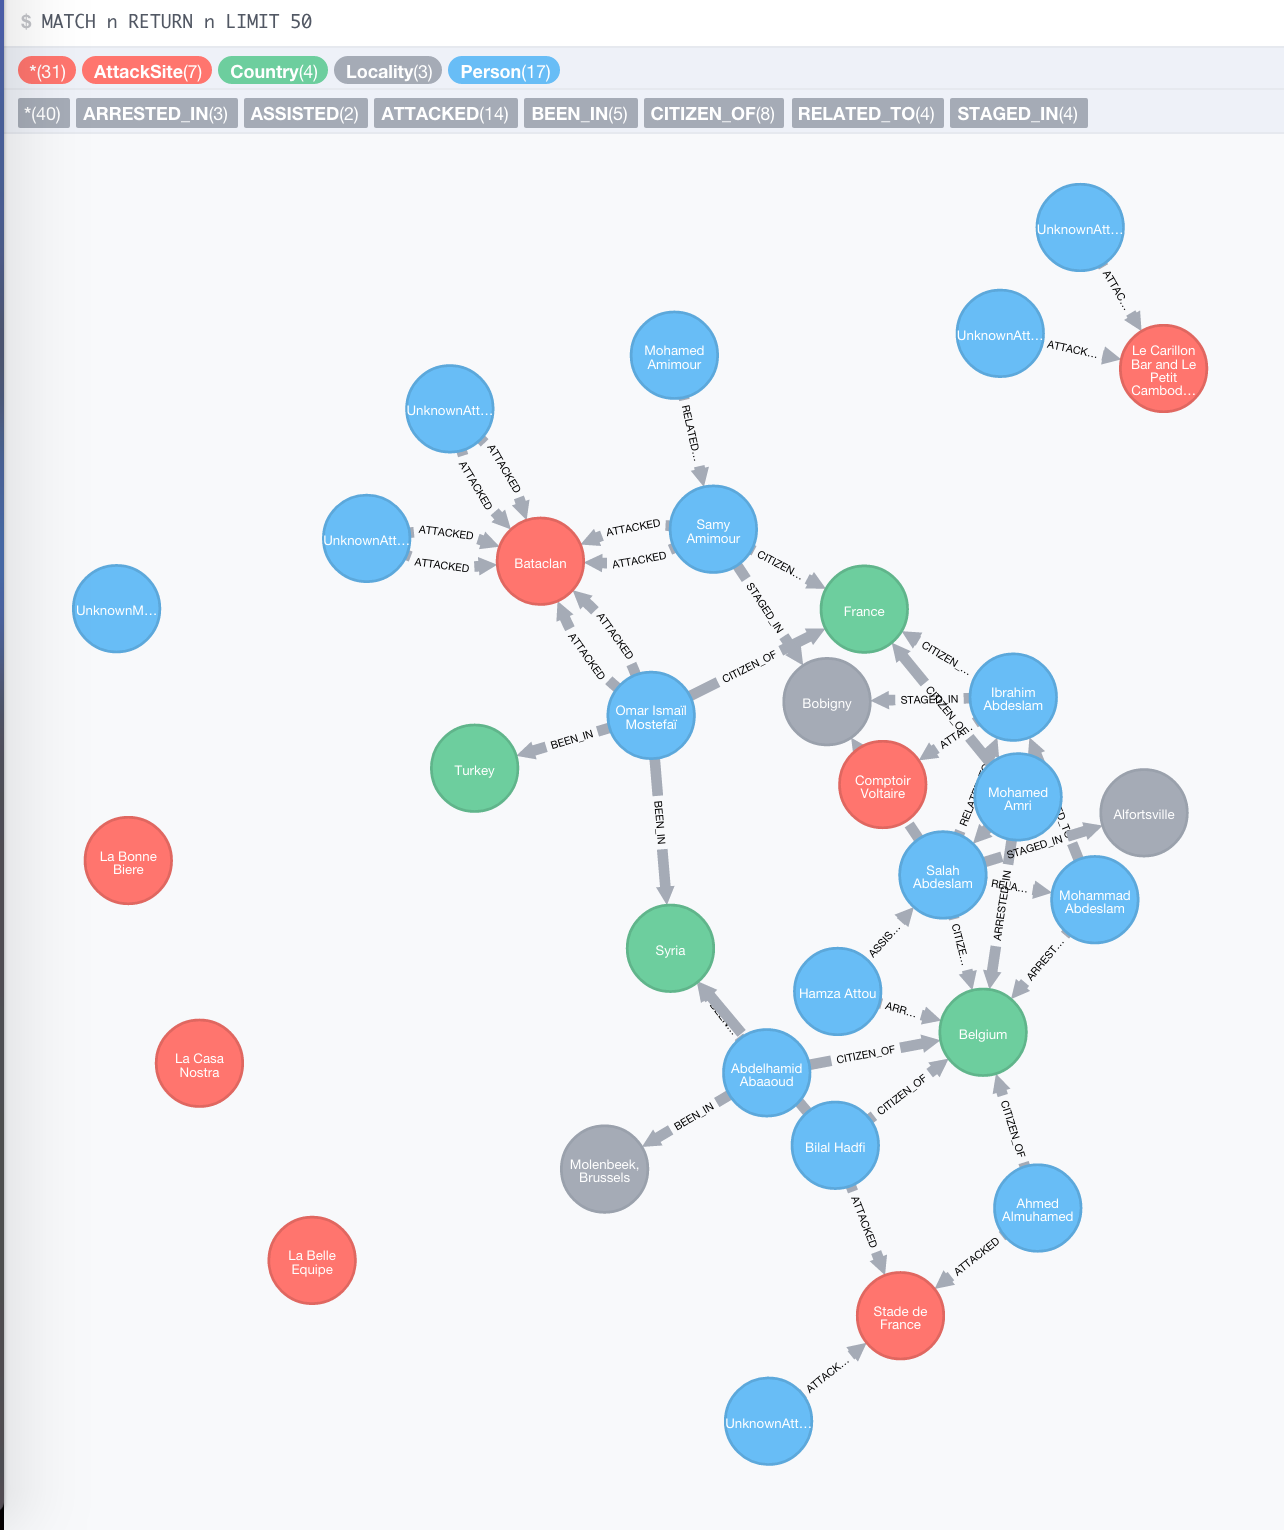 $ MATCH n RETURN n LIMIT 50
*(31) AttackSite(7) Country(4) Locality(3) Person(17)
*(40) ARRESTED_IN(3) ASSISTED(2) ATTACKED(14) BEEN_IN(5) CITIZEN_OF(8) RELATED_TO(4) STAGED_IN(4)
UnknownAtt...
ATTAC...
UnknownAtt...
ATTACK...
Le Carillon
Bar and Le
Petit
Cambod...
Mohamed
Amimour
RELATED...
UnknownAtt...
ATTACKED
ATTACKED
UnknownAtt...
ATTACKED
ATTACKED
Bataclan
ATTACKED
ATTACKED
Samy
Amimour
CITIZEN...
STAGED_IN
France
UnknownM...
ATTACKED
ATTACKED
CITIZEN_OF
CITIZEN_...
Omar Ismaïl
Mostefaï
Bobigny
STAGED_IN
CITIZEN_OF
Ibrahim
Abdeslam
BEEN_IN
Turkey
ATTA...
Comptoir
Voltaire
Mohamed
Amri
Alfortsville
BEEN_IN
STAGED_IN
La Bonne
Biere
Salah
Abdeslam
RELA...
ARRESTED_IN
Mohammad
Abdeslam
Syria
ASSIS...
CITIZE...
ARREST...
Hamza Attou
ARR...
Belgium
La Casa
Nostra
Abdelhamid
Abaaoud
CITIZEN_OF
BEEN_IN
CITIZEN_OF
CITIZEN_OF
Bilal Hadfi
Molenbeek,
Brussels
Ahmed
Almuhamed
ATTACKED
ATTACKED
La Belle
Equipe
Stade de
France
ATTACK...
UnknownAtt...